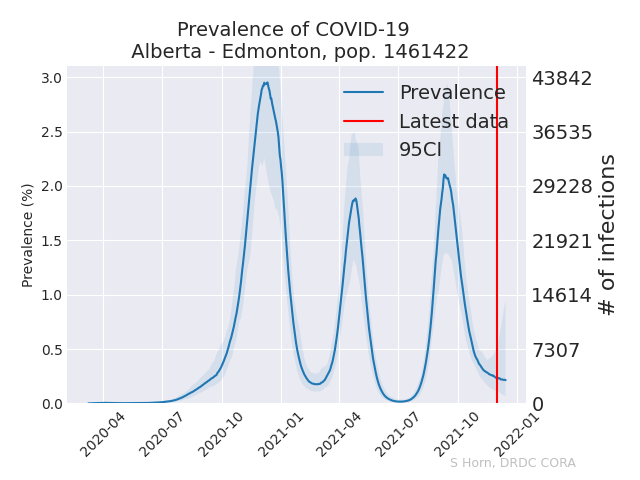 Prevalence of COVID-19
Alberta - Edmonton, pop. 1461422
Prevalence (%)
3.0
2.5
2.0
1.5
1.0
0.5
0.0
Prevalence
Latest data
95CI
43842
36535
29228
21921
14614
7307
0
# of infections
2020-04
2020-07
2020-10
2021-01
2021-04
2021-07
2021-10
2022-01
S Horn, DRDC CORA